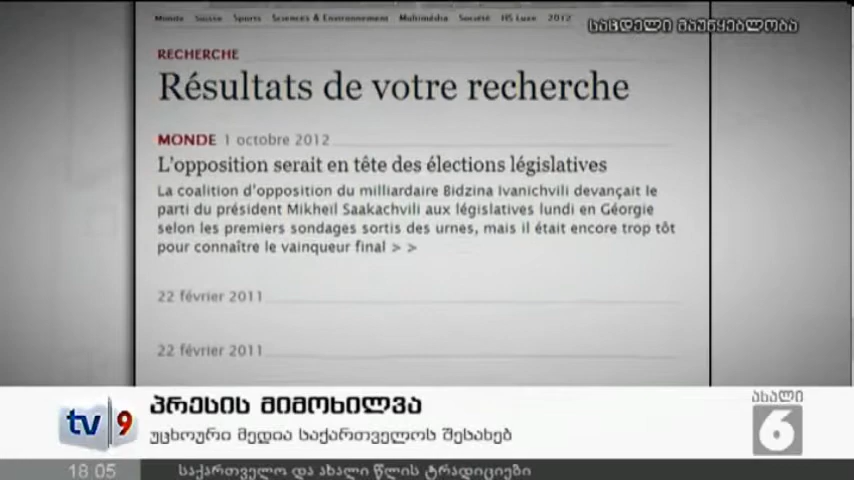 Monde Suisse Sports Sciences & Environnement Multimédia Société HS Luxe 2012
საცდელი მაუწყებლობა
RECHERCHE
Résultats de votre recherche
MONDE 1 octobre 2012
L'opposition serait en tête des élections législatives
La coalition d'opposition du milliardaire Bidzina Ivanichvili devançait le
parti du président Mikheïl Saakachvili aux législatives lundi en Géorgie
selon les premiers sondages sortis des urnes, mais il était encore trop tôt
pour connaître le vainqueur final > >
22 février 2011
22 février 2011
tv 9
პრესის მიმოხილვა
უცხოური მედია საქართველოს შესახებ
ახალი
6
18:05
საქართველო და ახალი წლის ტრადიციები